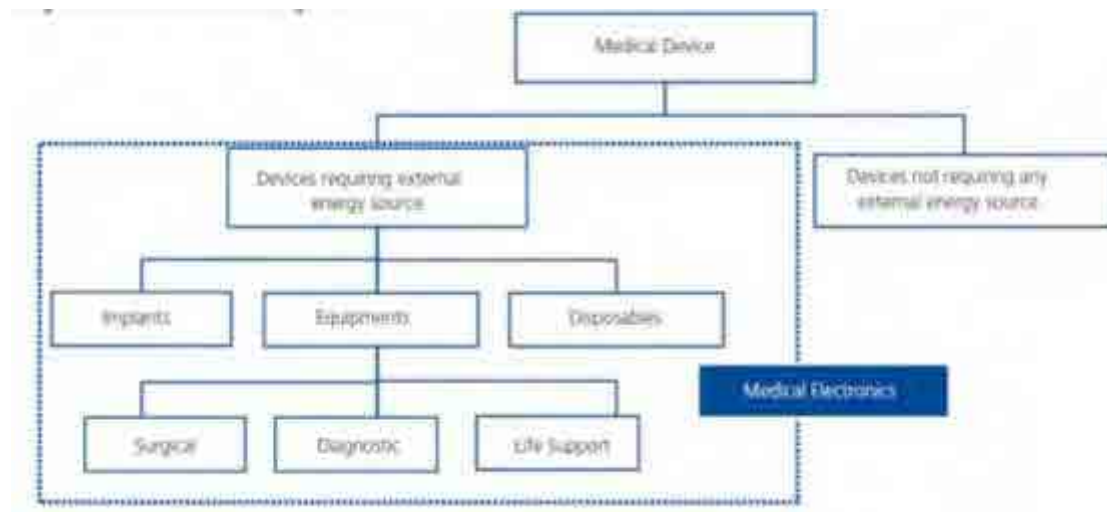 Medical Device
Devices requiring external
energy source
Devices not requiring any
external energy source
Implants
Equipments
Disposables
Medical Electronics
Surgical
Diagnostic
Life Support